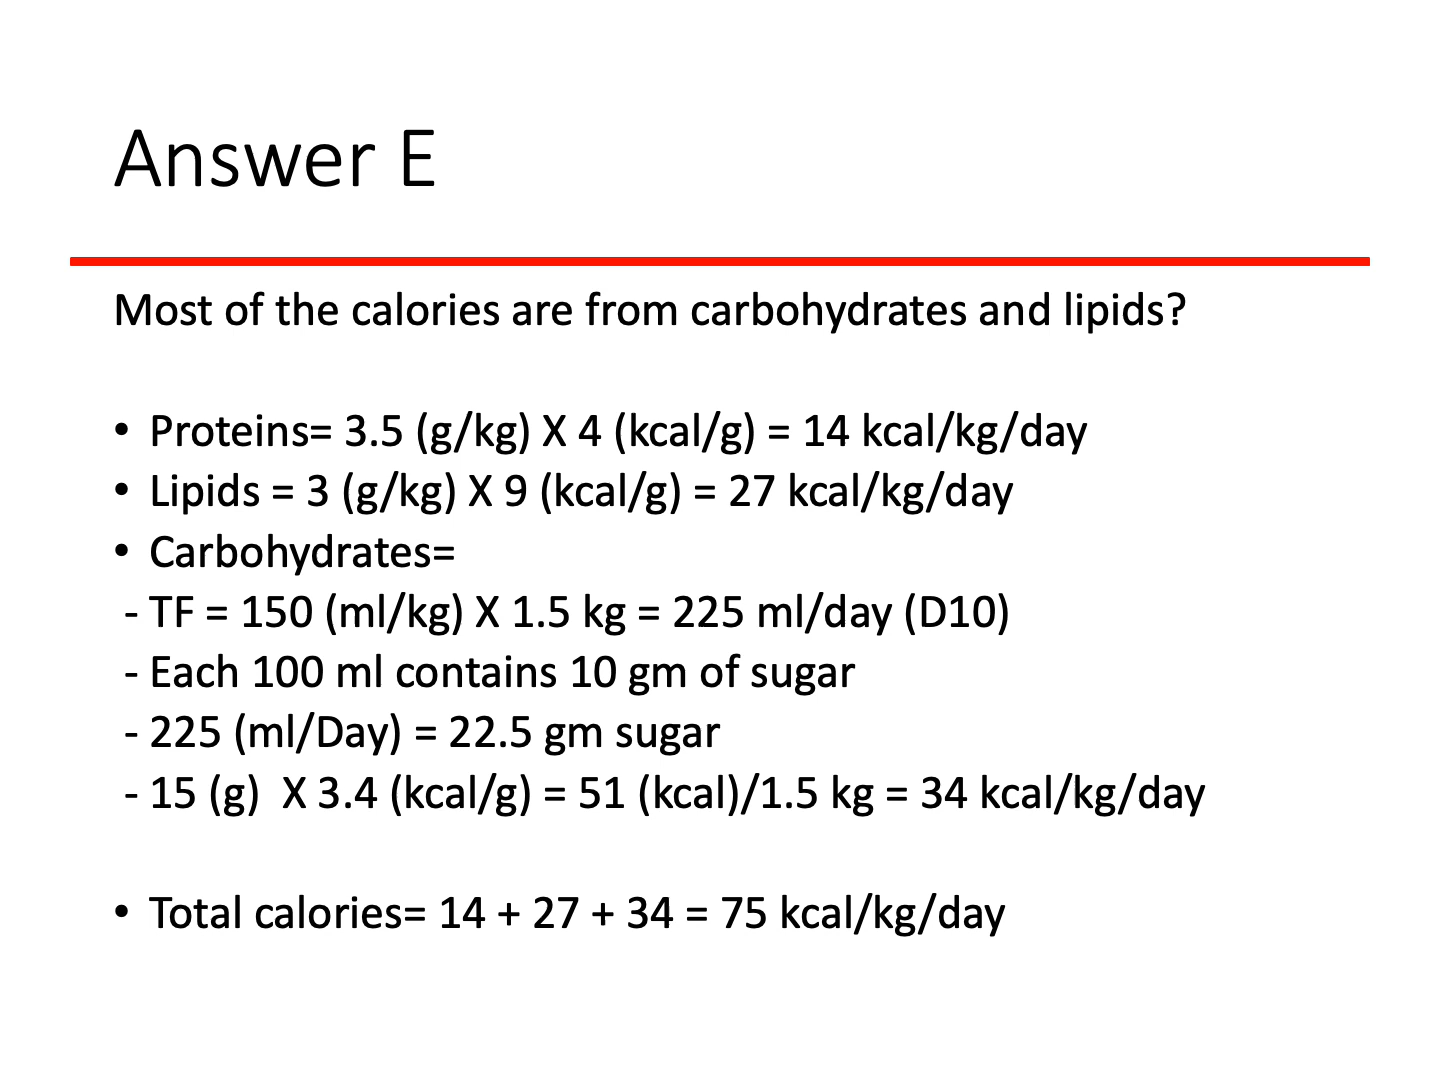 Answer E
Most of the calories are from carbohydrates and lipids?
• Proteins= 3.5 (g/kg) X 4 (kcal/g) = 14 kcal/kg/day
• Lipids = 3 (g/kg) X 9 (kcal/g) = 27 kcal/kg/day
• Carbohydrates=
- TF = 150 (ml/kg) X 1.5 kg = 225 ml/day (D10)
- Each 100 ml contains 10 gm of sugar
- 225 (ml/Day) = 22.5 gm sugar
- 15 (g)  X 3.4 (kcal/g) = 51 (kcal)/1.5 kg = 34 kcal/kg/day
• Total calories= 14 + 27 + 34 = 75 kcal/kg/day